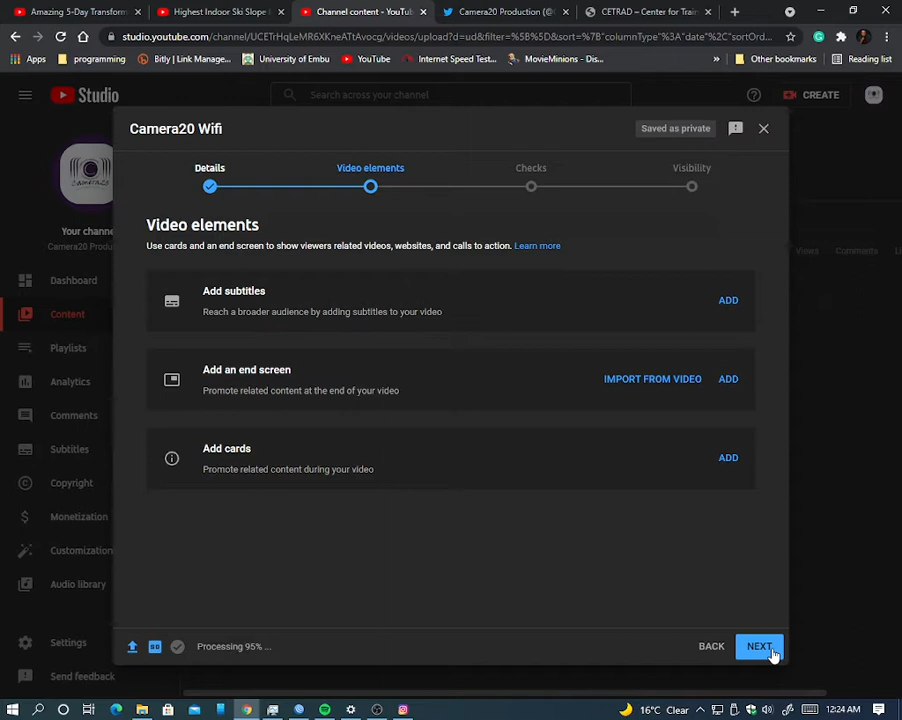 Amazing 5-Day Transform
Highest Indoor Ski Slope
Channel content - YouTu
Camera20 Production (@
CETRAD – Center for Train
studio.youtube.com/channel/UCETrHqLeMR6XKneATtAvocg/videos/upload?d=ud&filter=%5B%5D&sort=%7B"columnType"%3A"date"%2C"sortOrd...
Apps
programming
Bitly | Link Manage...
University of Embu
YouTube
Internet Speed Test...
MovieMinions - Dis...
»
Other bookmarks
Reading list
Studio
Search across your channel
CREATE
Camera20 Wifi
Saved as private
Details
Video elements
Checks
Visibility
Video elements
Use cards and an end screen to show viewers related videos, websites, and calls to action. Learn more
Add subtitles
Reach a broader audience by adding subtitles to your video
ADD
Add an end screen
Promote related content at the end of your video
IMPORT FROM VIDEO
ADD
Add cards
Promote related content during your video
ADD
Processing 95% ...
BACK
NEXT
Your chann
Camera20 Produ
Dashboard
Content
Playlists
Analytics
Comments
Subtitles
Copyright
Monetization
Customization
Audio library
Settings
Send feedback
Views
Comments
16°C Clear
12:24 AM